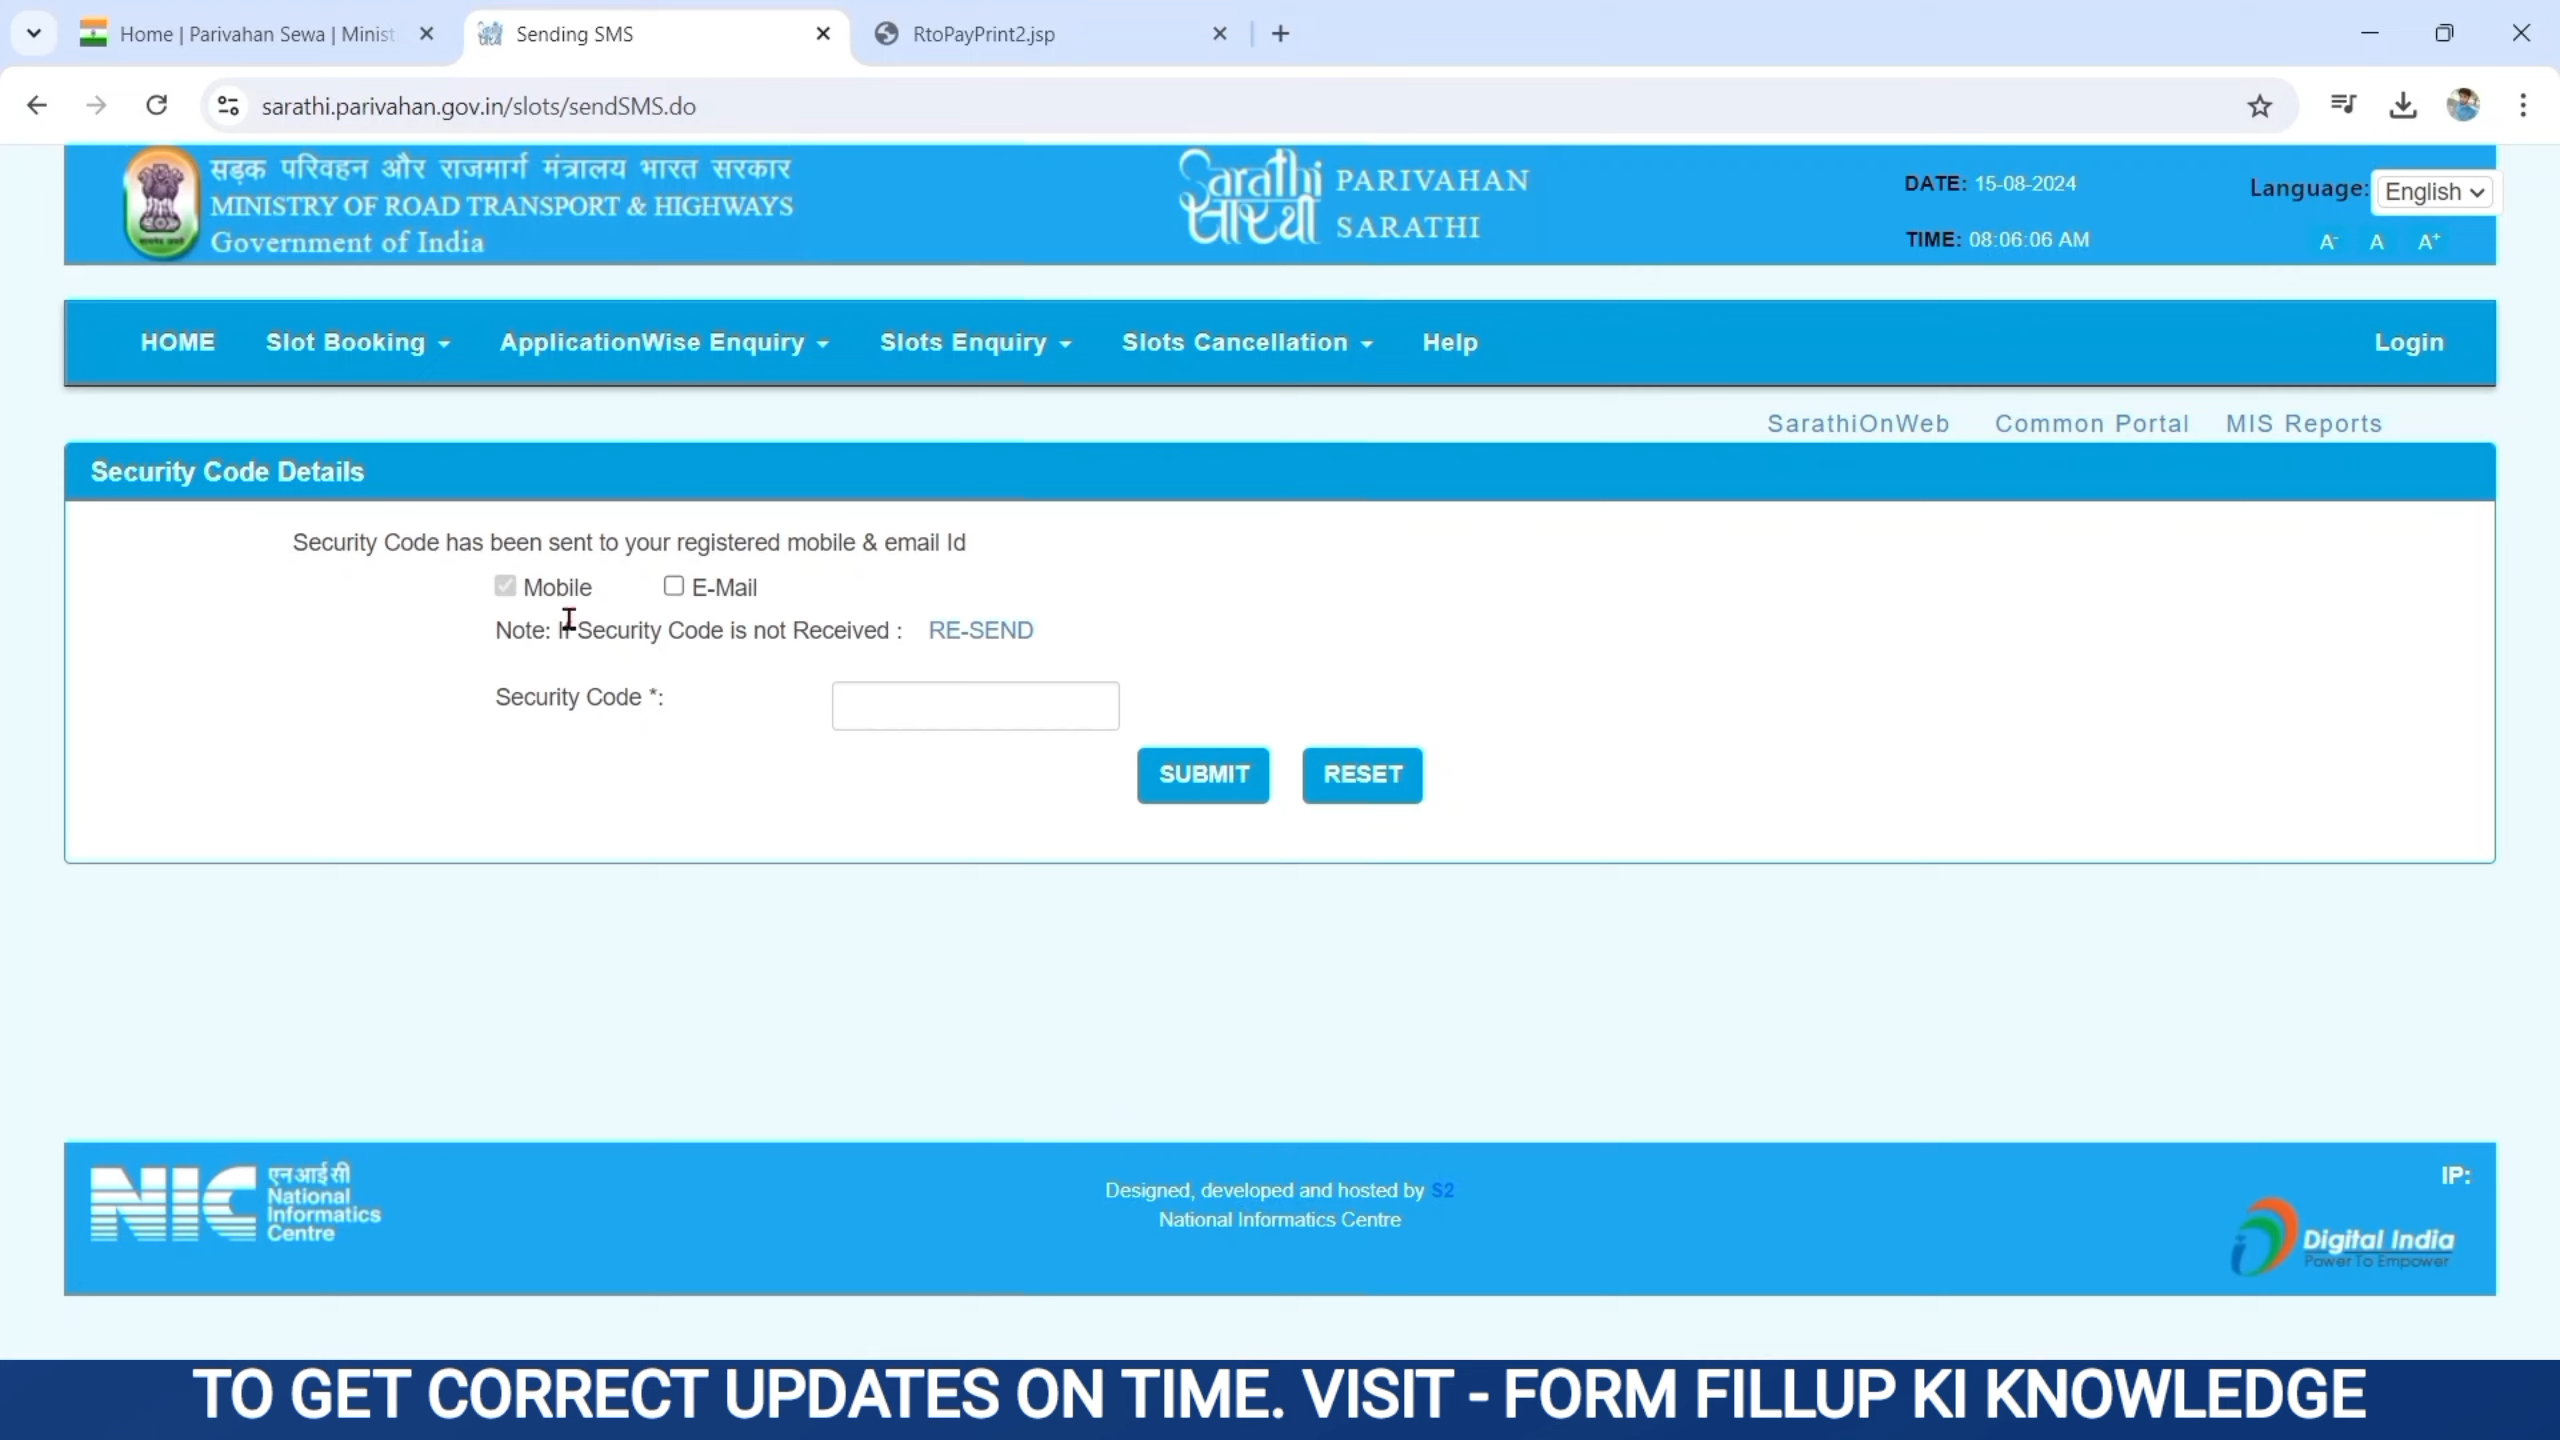 Home | Parivahan Sewa | Minist
Sending SMS
RtoPayPrint2.jsp
sarathi.parivahan.gov.in/slots/sendSMS.do
सड़क परिवहन और राजमार्ग मंत्रालय भारत सरकार
MINISTRY OF ROAD TRANSPORT & HIGHWAYS
Government of India
Sarathi
सारथी
PARIVAHAN
SARATHI
DATE: 15-08-2024
TIME: 08:06:06 AM
Language: English
A- A A+
HOME Slot Booking ApplicationWise Enquiry Slots Enquiry Slots Cancellation Help Login
SarathiOnWeb Common Portal MIS Reports
Security Code Details
Security Code has been sent to your registered mobile & email Id
Mobile E-Mail
Note: If Security Code is not Received : RE-SEND
Security Code *:
SUBMIT RESET
NIC
एन आई सी
National
Informatics
Centre
Designed, developed and hosted by S2
National Informatics Centre
IP:
Digital India
Power To Empower
TO GET CORRECT UPDATES ON TIME. VISIT - FORM FILLUP KI KNOWLEDGE